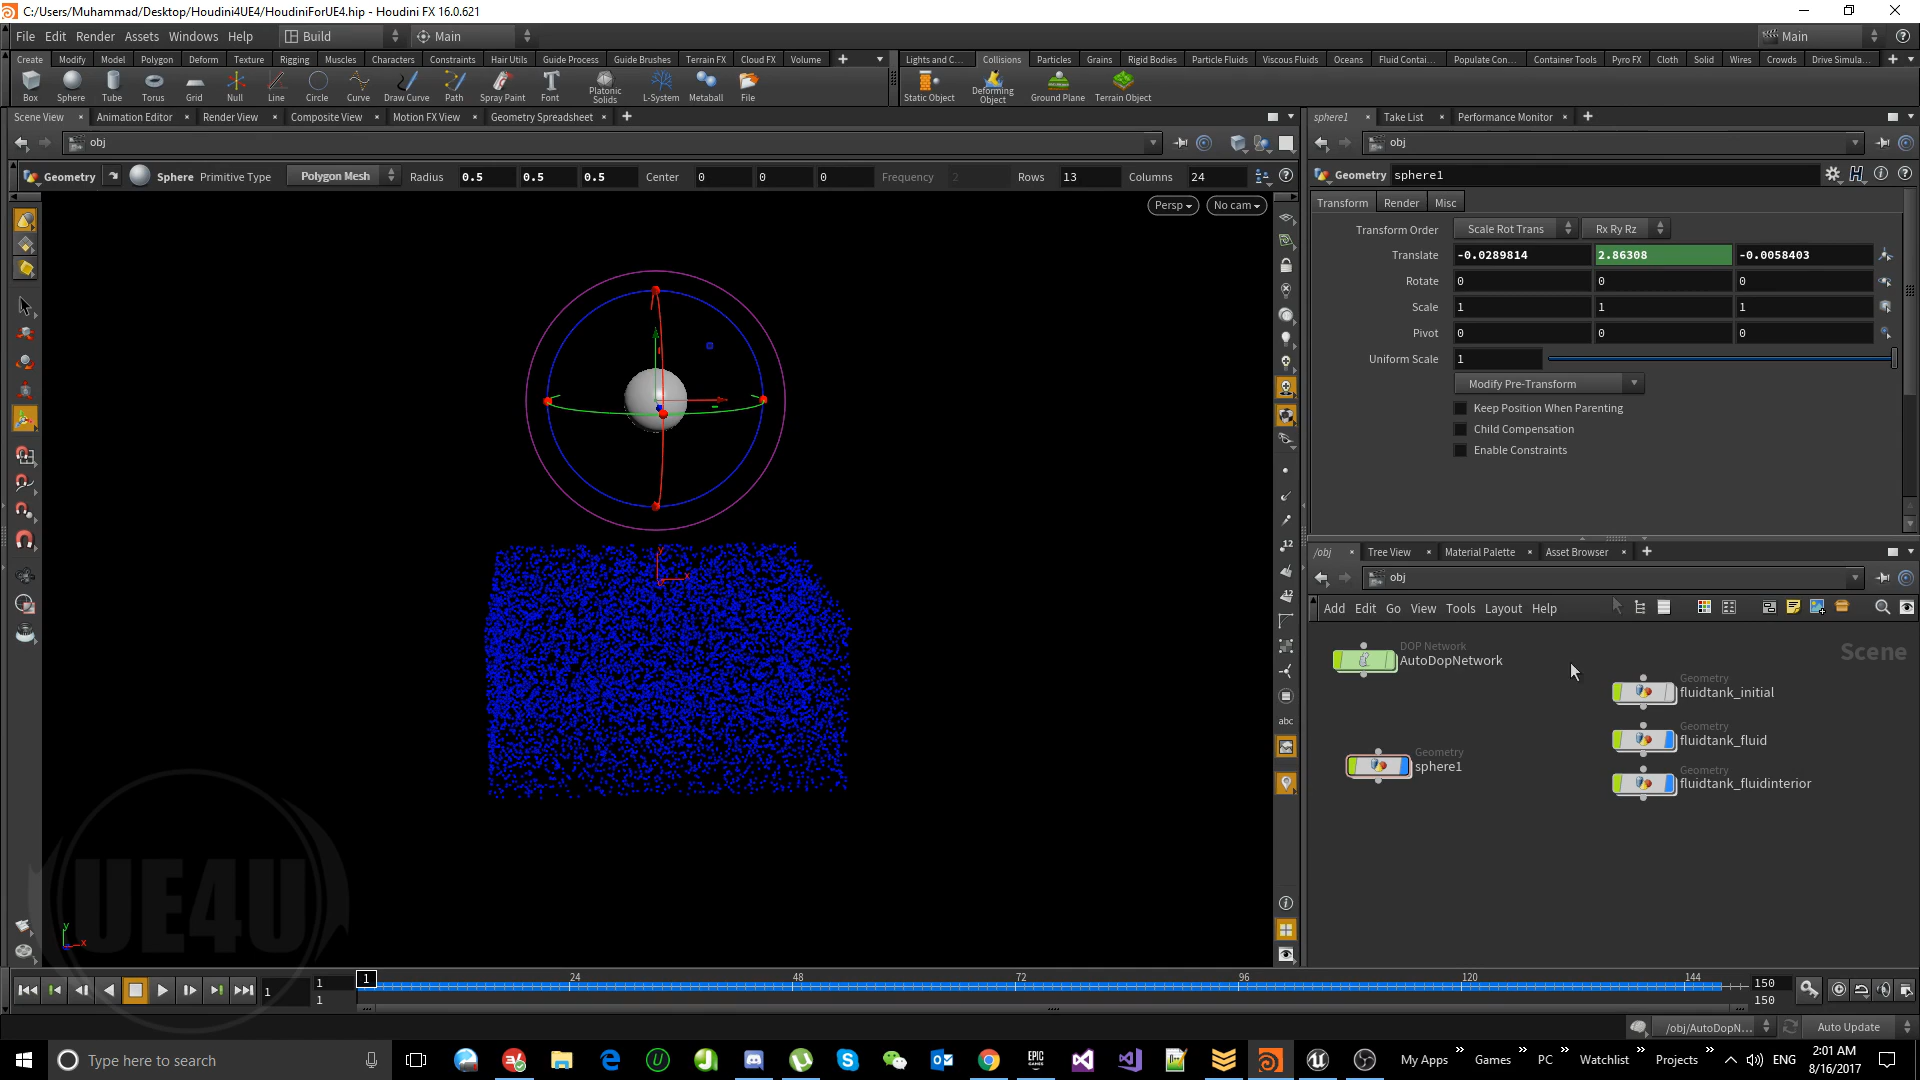 C:/Users/Muhammad/Desktop/Houdini4UE4/HoudiniForUE4.hip - Houdini FX 16.0.621
File Edit Render Assets Windows Help Build Main Main
Create Modify Model Polygon Deform Texture Rigging Muscles Characters Constraints Hair Utils Guide Process Guide Brushes Terrain FX Cloud FX Volume
Lights and C... Collisions Particles Grains Rigid Bodies Particle Fluids Viscous Fluids Oceans Fluid Contai... Populate Con... Container Tools Pyro FX Cloth Solid Wires Crowds Drive Simula...
Box Sphere Tube Torus Grid Null Line Circle Curve Draw Curve Path Spray Paint Font Platonic Solids L-System Metaball File
Static Object Deforming Object Ground Plane Terrain Object
Scene View Animation Editor Render View Composite View Motion FX View Geometry Spreadsheet
sphere1 Take List Performance Monitor
obj
obj
Geometry Sphere Primitive Type Polygon Mesh Radius 0.5 0.5 0.5 Center 0 0 0 Frequency 2 Rows 13 Columns 24
Geometry sphere1
Persp No cam
Transform Render Misc
Transform Order Scale Rot Trans Rx Ry Rz
Translate -0.0289814 2.86308 -0.0058403
Rotate 0 0 0
Scale 1 1 1
Pivot 0 0 0
Uniform Scale 1
Modify Pre-Transform
Keep Position When Parenting
Child Compensation
Enable Constraints
/obj Tree View Material Palette Asset Browser
obj
Add Edit Go View Tools Layout Help
Scene
DOP Network
AutoDopNetwork
Geometry
fluidtank_initial
Geometry
fluidtank_fluid
Geometry
sphere1
Geometry
fluidtank_fluidinterior
12
12
abc
y
x
UE4U
y
x
1 1 1 1 24 48 72 96 120 144 150
150
/obj/AutoDopN... Auto Update
Type here to search
EPIC GAMES
My Apps Games PC Watchlist Projects ENG
2:01 AM
8/16/2017